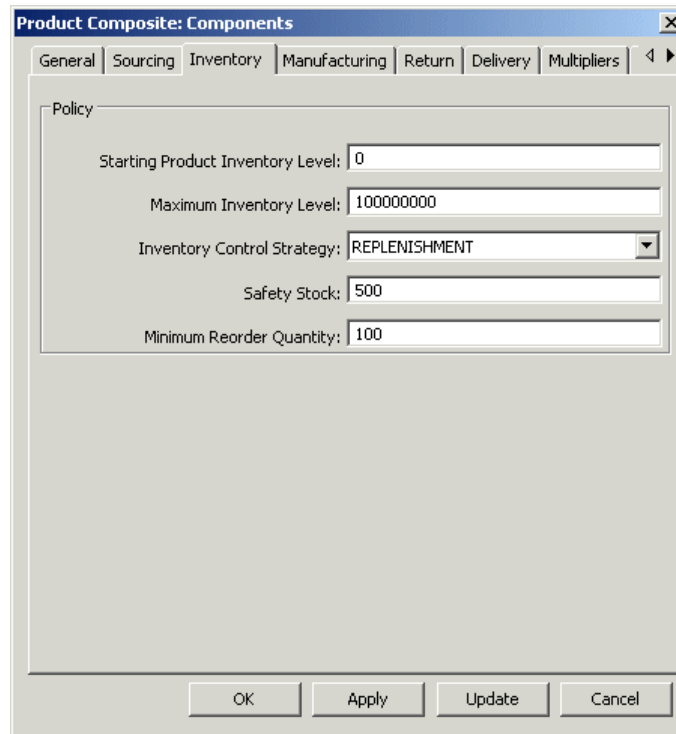 Product Composite: Components
General Sourcing Inventory Manufacturing Return Delivery Multipliers
Policy
Starting Product Inventory Level: 0
Maximum Inventory Level: 100000000
Inventory Control Strategy: REPLENISHMENT
Safety Stock: 500
Minimum Reorder Quantity: 100
OK Apply Update Cancel